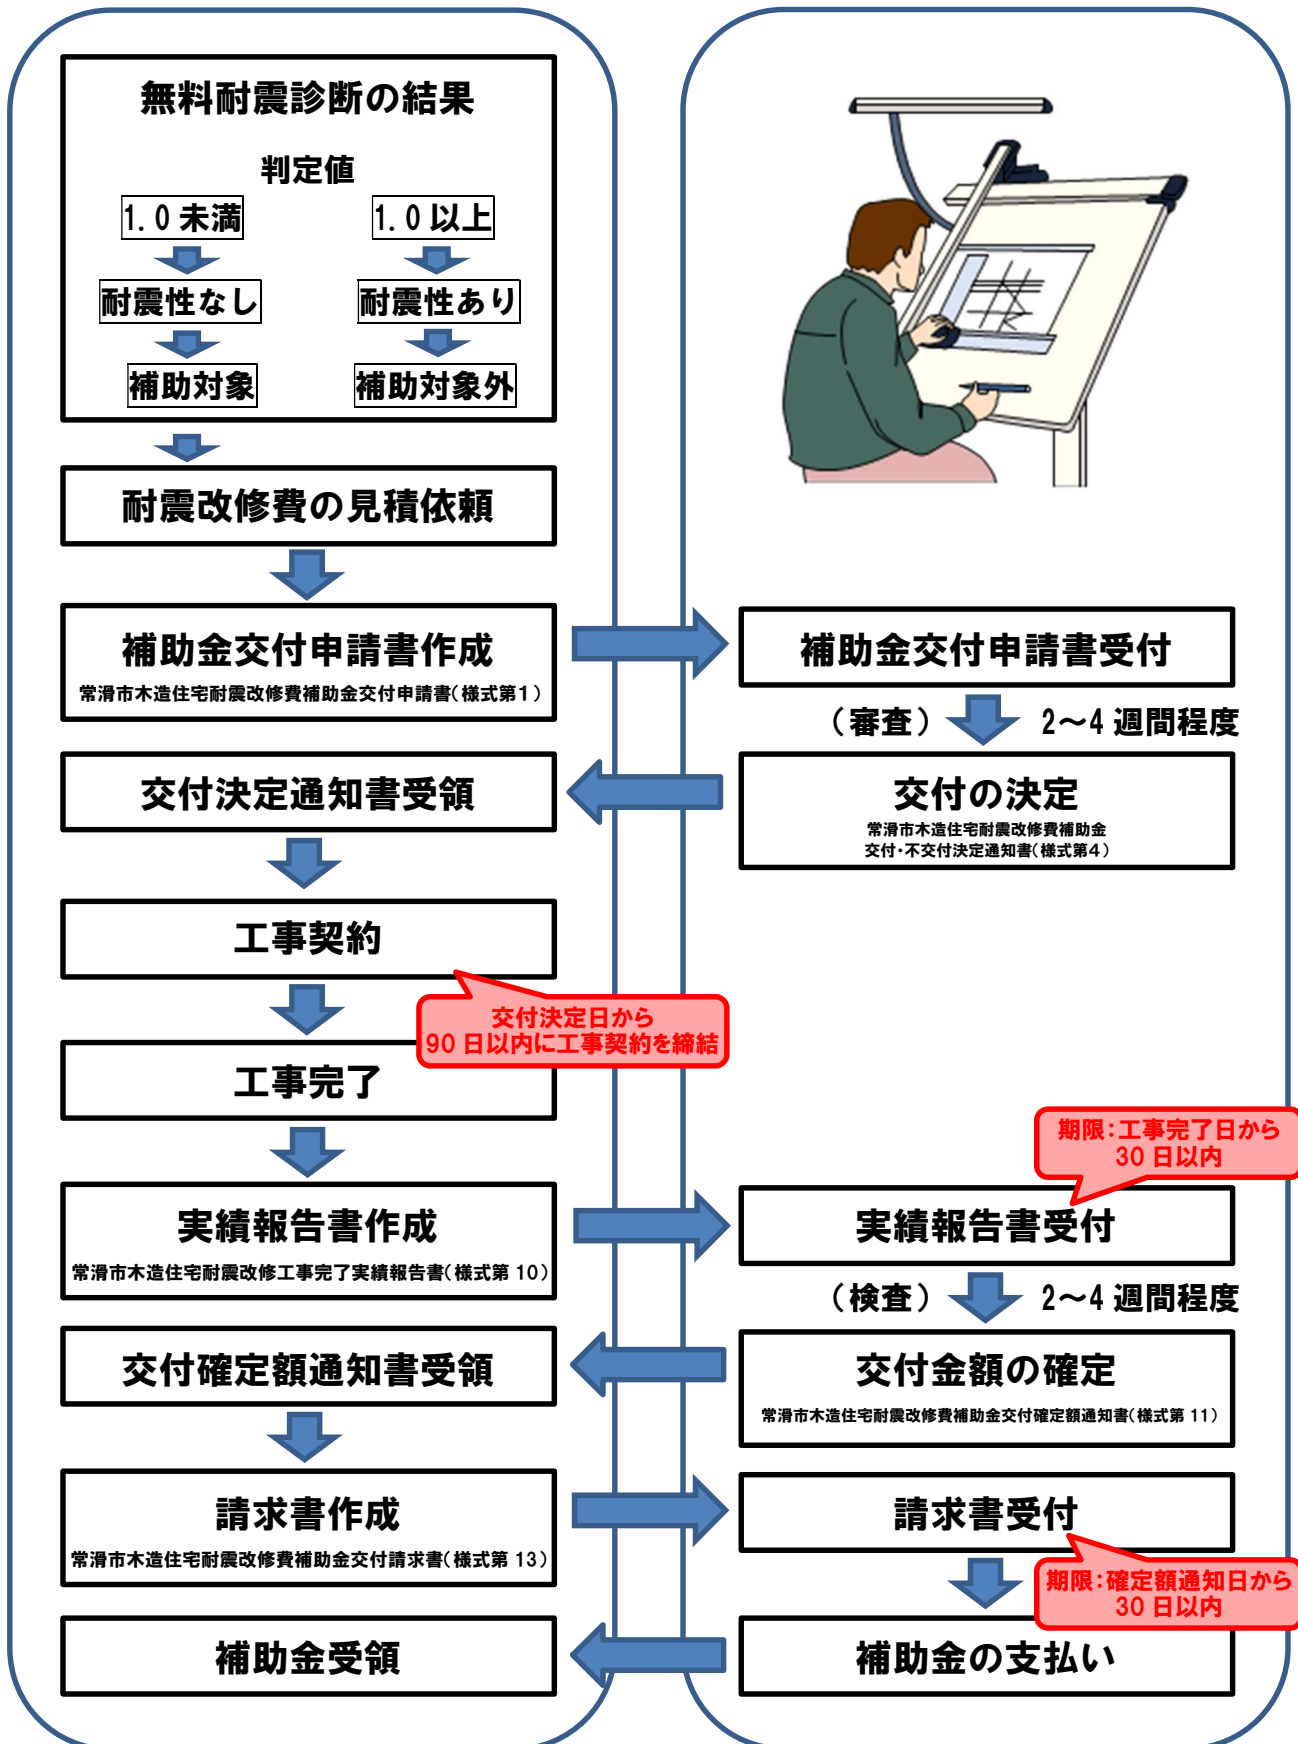 無料耐震診断の結果
判定値
1.0未満
1.0以上
耐震性なし
耐震性あり
補助対象
補助対象外
耐震改修費の見積依頼
補助金交付申請書作成
常滑市木造住宅耐震改修費補助金交付申請書(様式第1)
補助金交付申請書受付
(審査)
2～4週間程度
交付の決定
常滑市木造住宅耐震改修費補助金
交付・不交付決定通知書(様式第4)
交付決定通知書受領
工事契約
交付決定日から
90日以内に工事契約を締結
工事完了
実績報告書作成
常滑市木造住宅耐震改修工事完了実績報告書(様式第10)
期限:工事完了日から
30日以内
実績報告書受付
(検査)
2～4週間程度
交付金額の確定
常滑市木造住宅耐震改修費補助金交付確定額通知書(様式第11)
交付確定額通知書受領
請求書作成
常滑市木造住宅耐震改修費補助金交付請求書(様式第13)
請求書受付
期限:確定額通知日から
30日以内
補助金の支払い
補助金受領